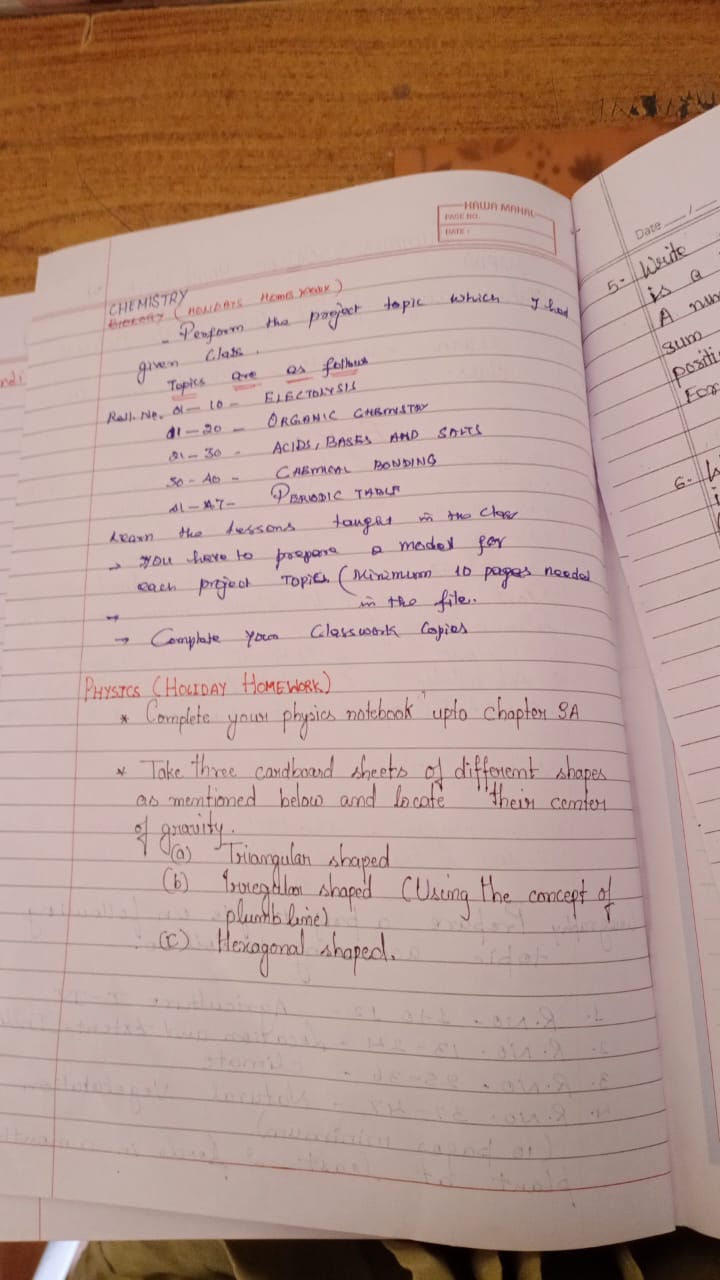 HAWA MAHAL
PAGE NO.
DATE :
CHEMISTRY
(HOLIDAYS HOMEWORK)
- Perform the project topic which I had
given Class.
Topics are as follows
Roll. No. 01 - 10 - ELECTOLYSIS
11 - 20 - ORGANIC CHEMISTRY
21 - 30 - ACIDS, BASES AND SALTS
30 - 40 - CHEMICAL BONDING
41 - 47 - PERIODIC TABLE
Learn the lessons taught in the class
→ You have to prepare a model for
each project Topics (Minimum 10 pages needed
in the file.
→
→ Complete your Classwork Copies
PHYSICS (HOLIDAY HOMEWORK)
* Complete your physics notebook upto chapter 3A
* Take three cardboard sheets of different shapes
as mentioned below and locate their center
of gravity.
(a) Triangular shaped
(b) Irregular shaped (Using the concept of
plumb line)
(c) Hexagonal shaped.
Date
5- Write
is a
A
sum
For
6-